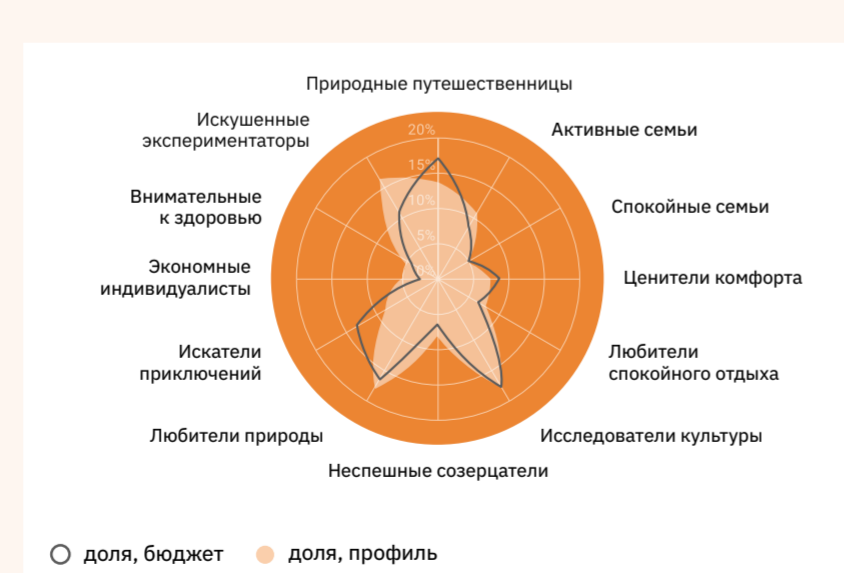 Природные путешественницы
Искушенные
экспериментаторы
Активные семьи
20%
15%
10%
5%
0%
Внимательные
к здоровью
Спокойные семьи
Экономные
индивидуалисты
Ценители комфорта
Искатели
приключений
Любители
спокойного отдыха
Любители природы
Исследователи культуры
Неспешные созерцатели
доля, бюджет
доля, профиль